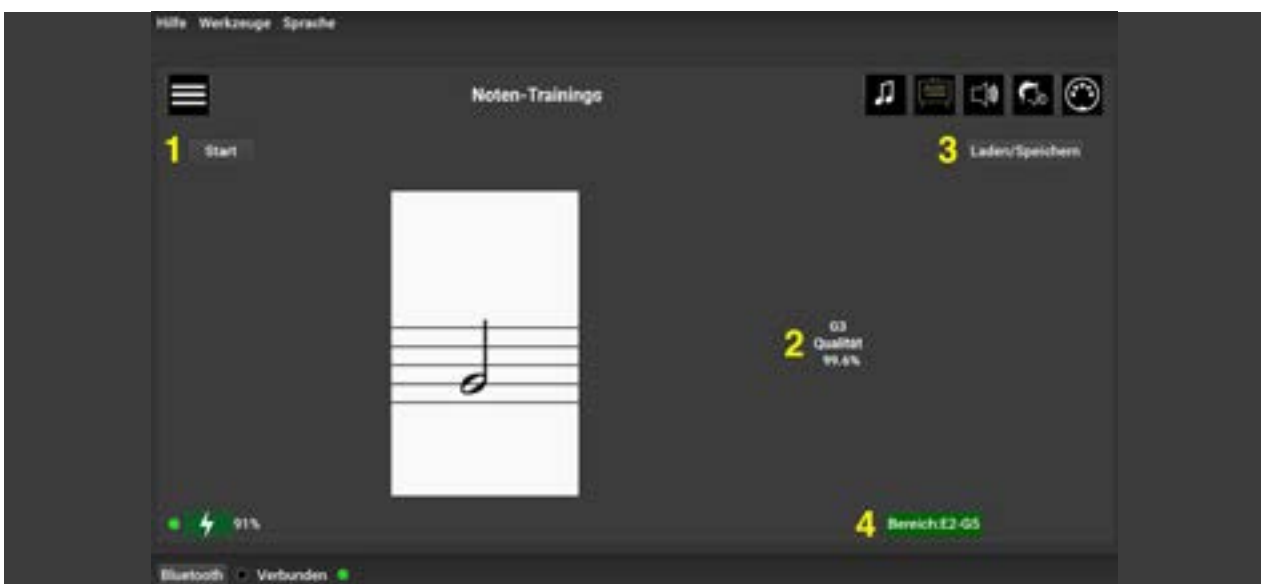 Hilfe Werkzeuge Sprache
Noten-Trainings
1 Start
3 Laden/Speichern
G3
2 Qualität
99.6%
91%
4 Bereich:E2-G5
Bluetooth Verbunden